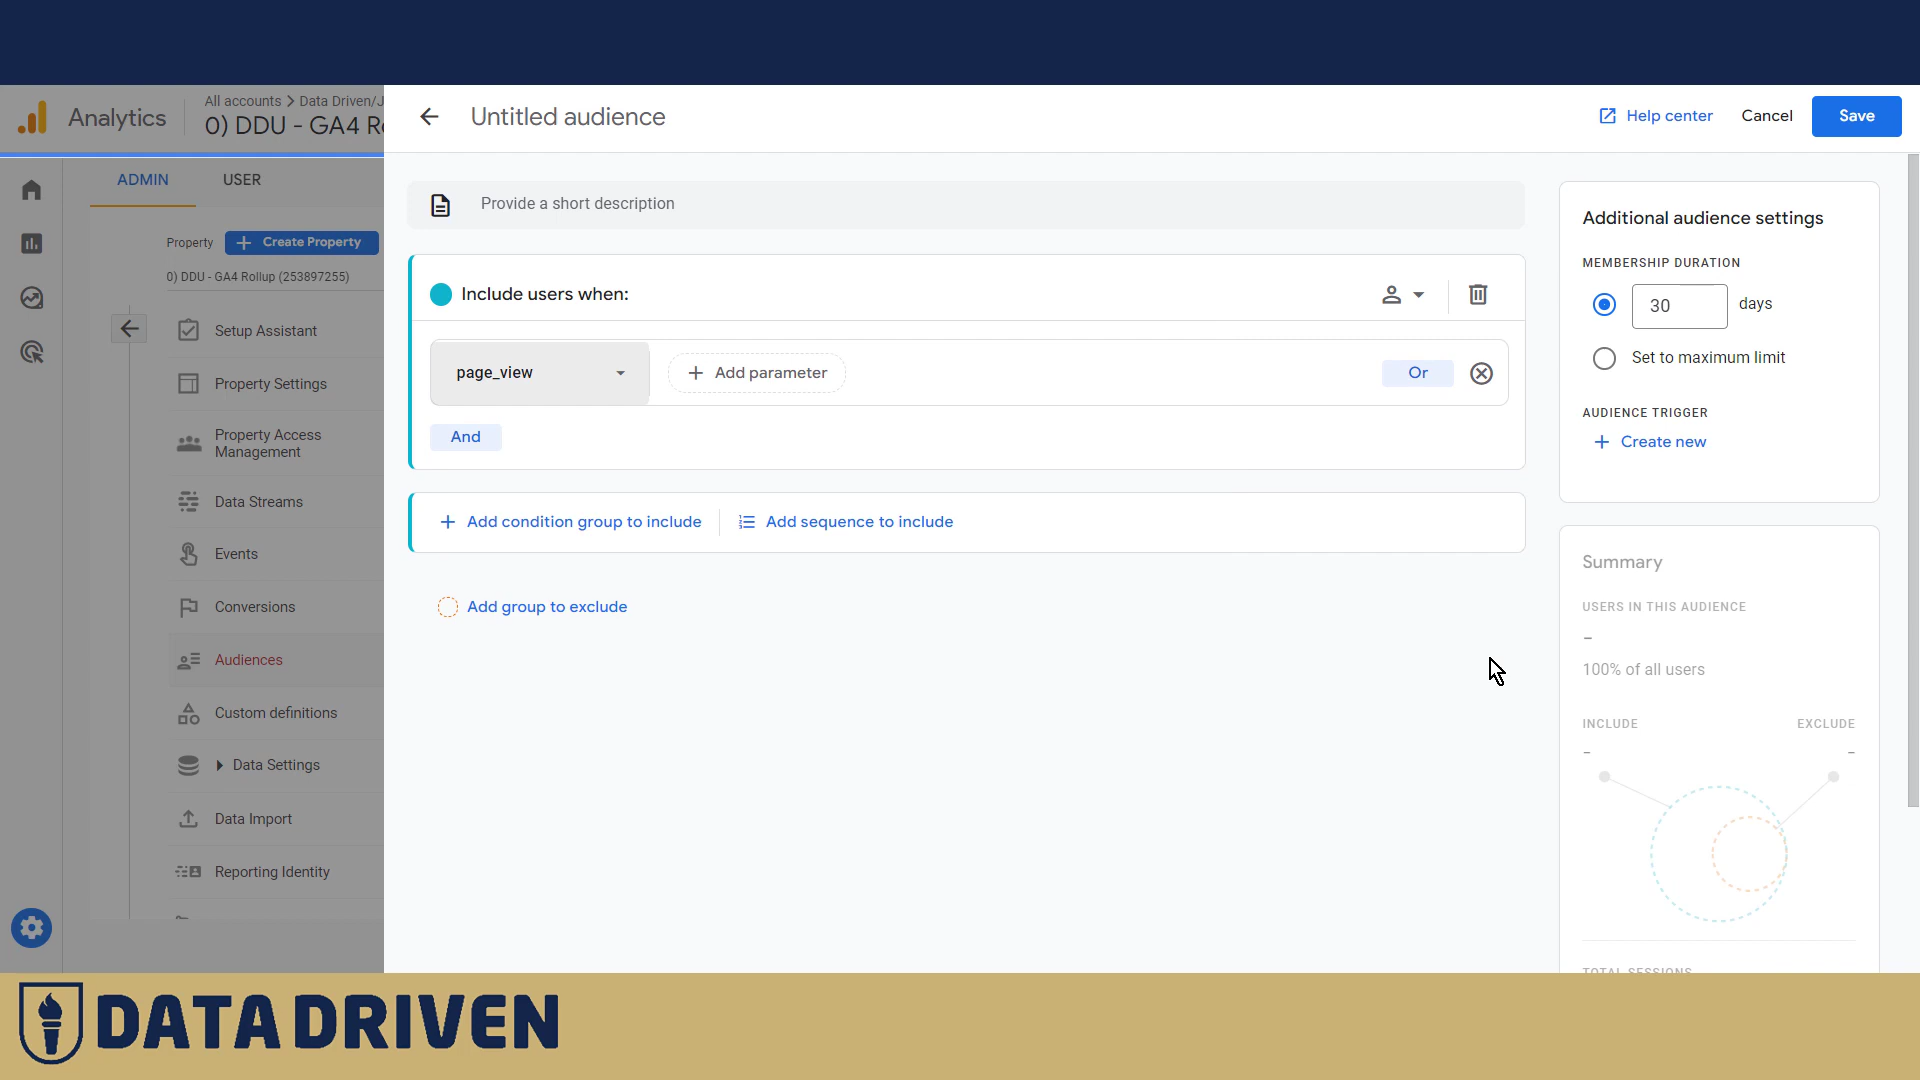 Analytics
All accounts > Data Driven/J
0) DDU - GA4 Ro
Untitled audience
Help center
Cancel
Save
ADMIN
USER
Property
Create Property
0) DDU - GA4 Rollup (253897255)
Setup Assistant
Property Settings
Property Access
Management
Data Streams
Events
Conversions
Audiences
Custom definitions
Data Settings
Data Import
Reporting Identity
Provide a short description
Include users when:
page_view
Add parameter
Or
And
Add condition group to include
Add sequence to include
Add group to exclude
Additional audience settings
MEMBERSHIP DURATION
30 days
Set to maximum limit
AUDIENCE TRIGGER
Create new
Summary
USERS IN THIS AUDIENCE
-
100% of all users
INCLUDE EXCLUDE
- -
TOTAL SESSIONS
DATA DRIVEN